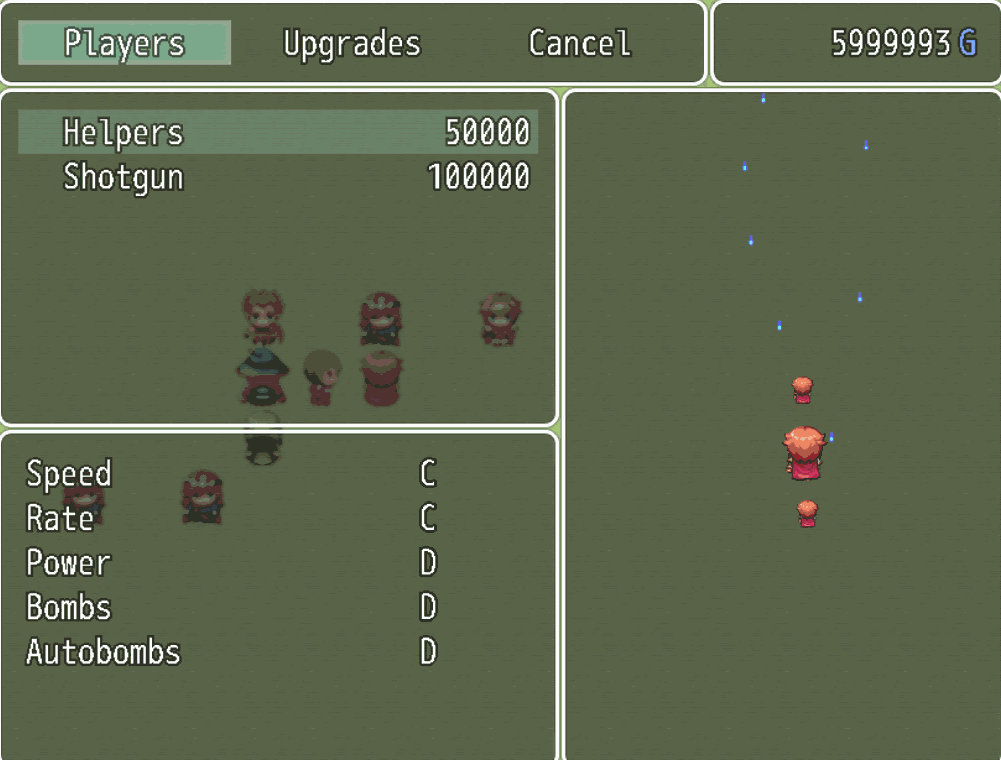 Players Upgrades Cancel 5999993 G
Helpers 50000
Shotgun 100000
Speed C
Rate C
Power D
Bombs D
Autobombs D